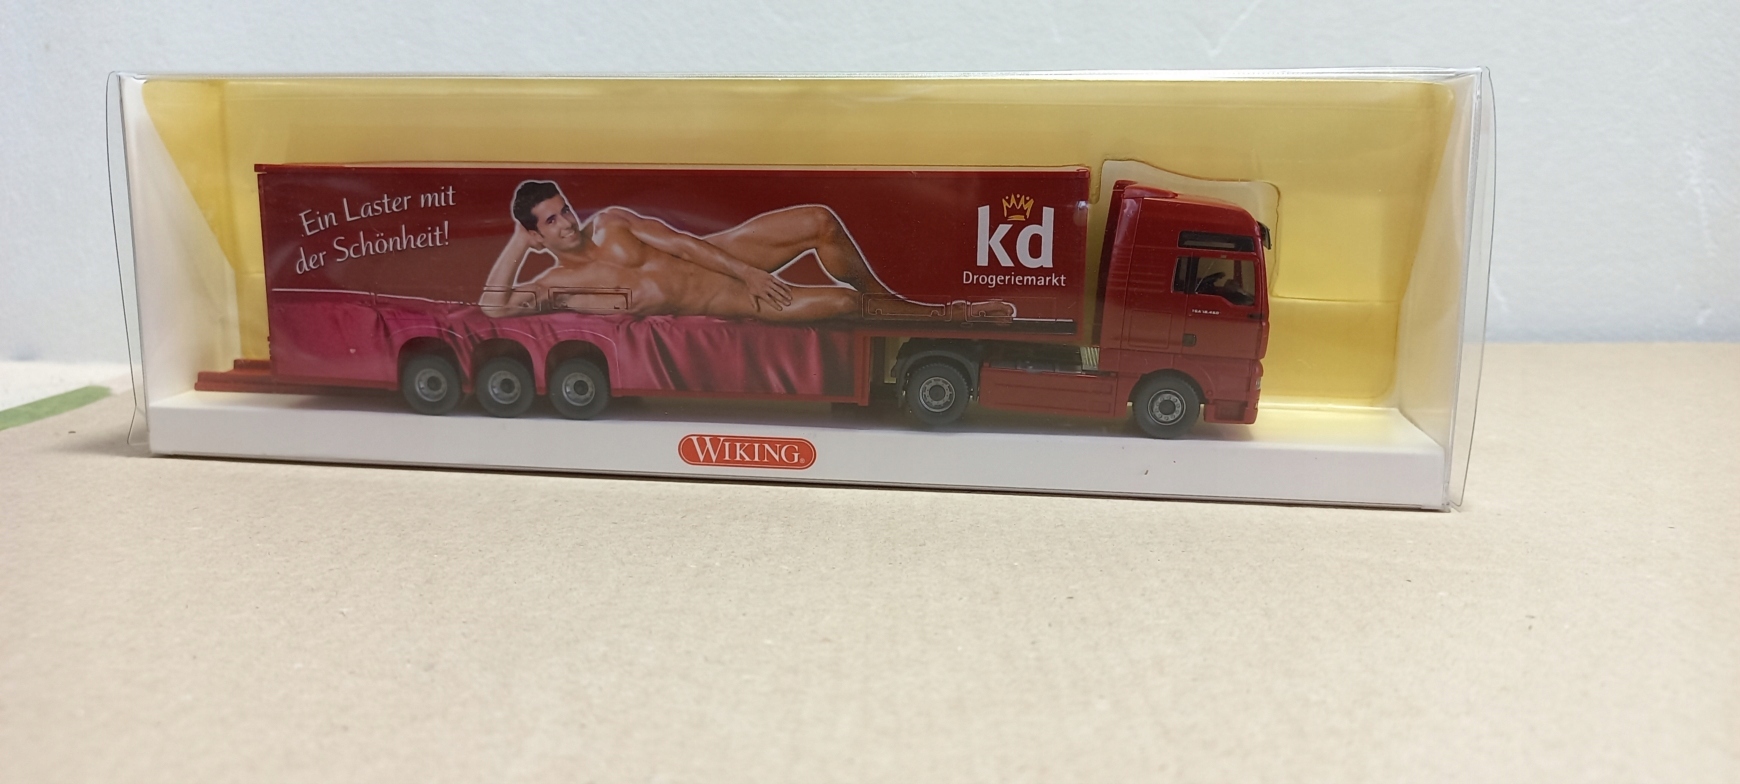 Ein Laster mit
der Schönheit!
kd
Drogeriemarkt
WIKING®